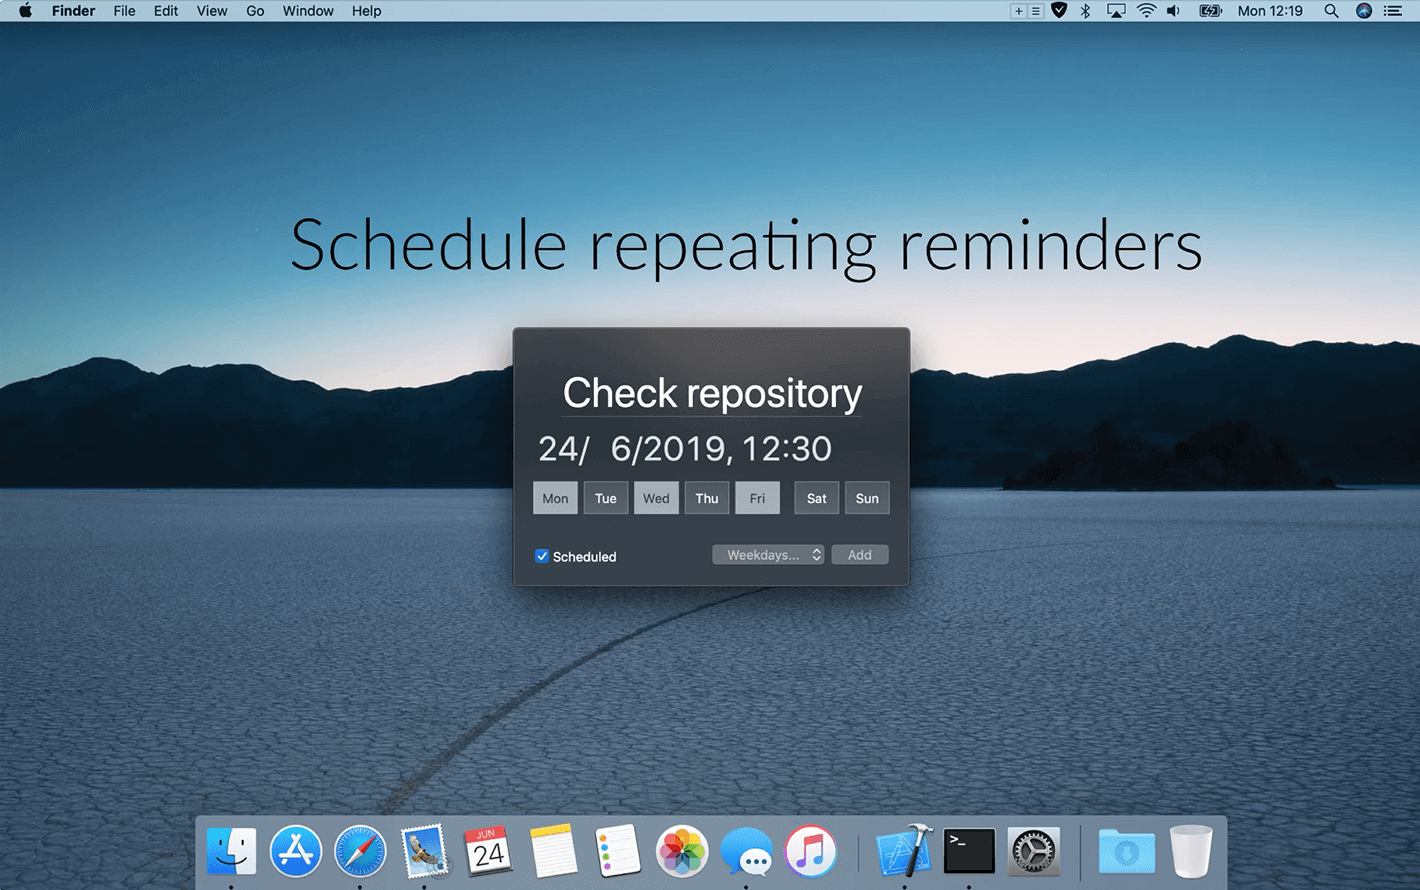 Finder File Edit View Go Window Help Mon 12:19
Schedule repeating reminders
Check repository
24/ 6/2019, 12:30
Mon Tue Wed Thu Fri Sat Sun
Scheduled Weekdays... Add
JUN
24
>_